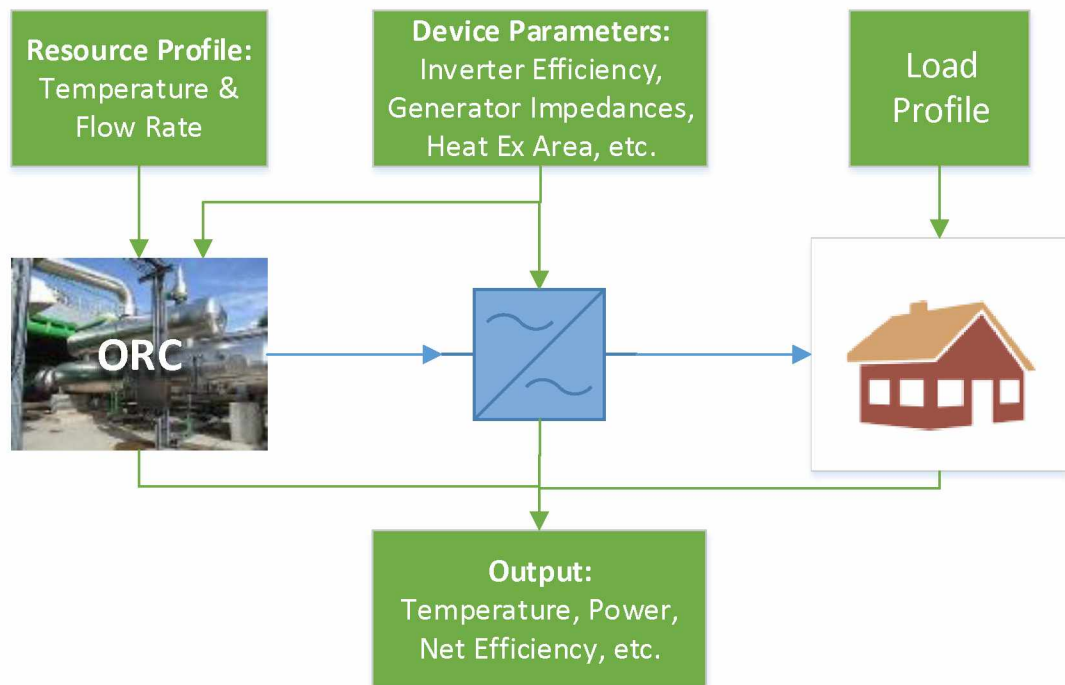 Resource Profile:
Temperature &
Flow Rate
Device Parameters:
Inverter Efficiency,
Generator Impedances,
Heat Ex Area, etc.
Load
Profile
ORC
Output:
Temperature, Power,
Net Efficiency, etc.